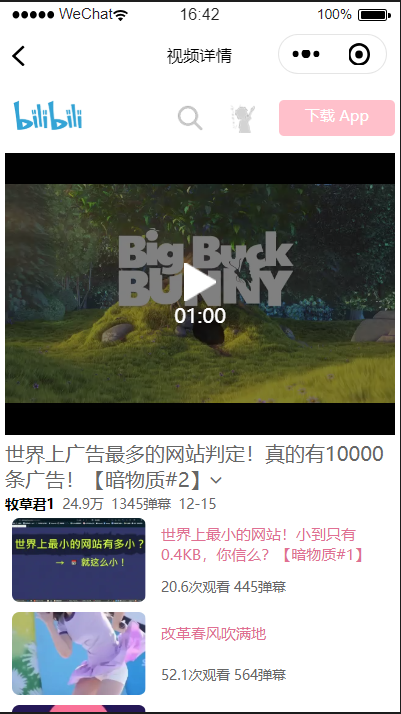 WeChat 16:42 100%
视频详情
bilibili 下载 App
Big Buck
BUNNY
01:00
世界上广告最多的网站判定！真的有10000
条广告！【暗物质#2】
牧草君1 24.9万 1345弹幕 12-15
世界上最小的网站有多小？
→ 就这么小！
世界上最小的网站！小到只有
0.4KB，你信么？【暗物质#1】
20.6次观看 445弹幕
改革春风吹满地
52.1次观看 564弹幕